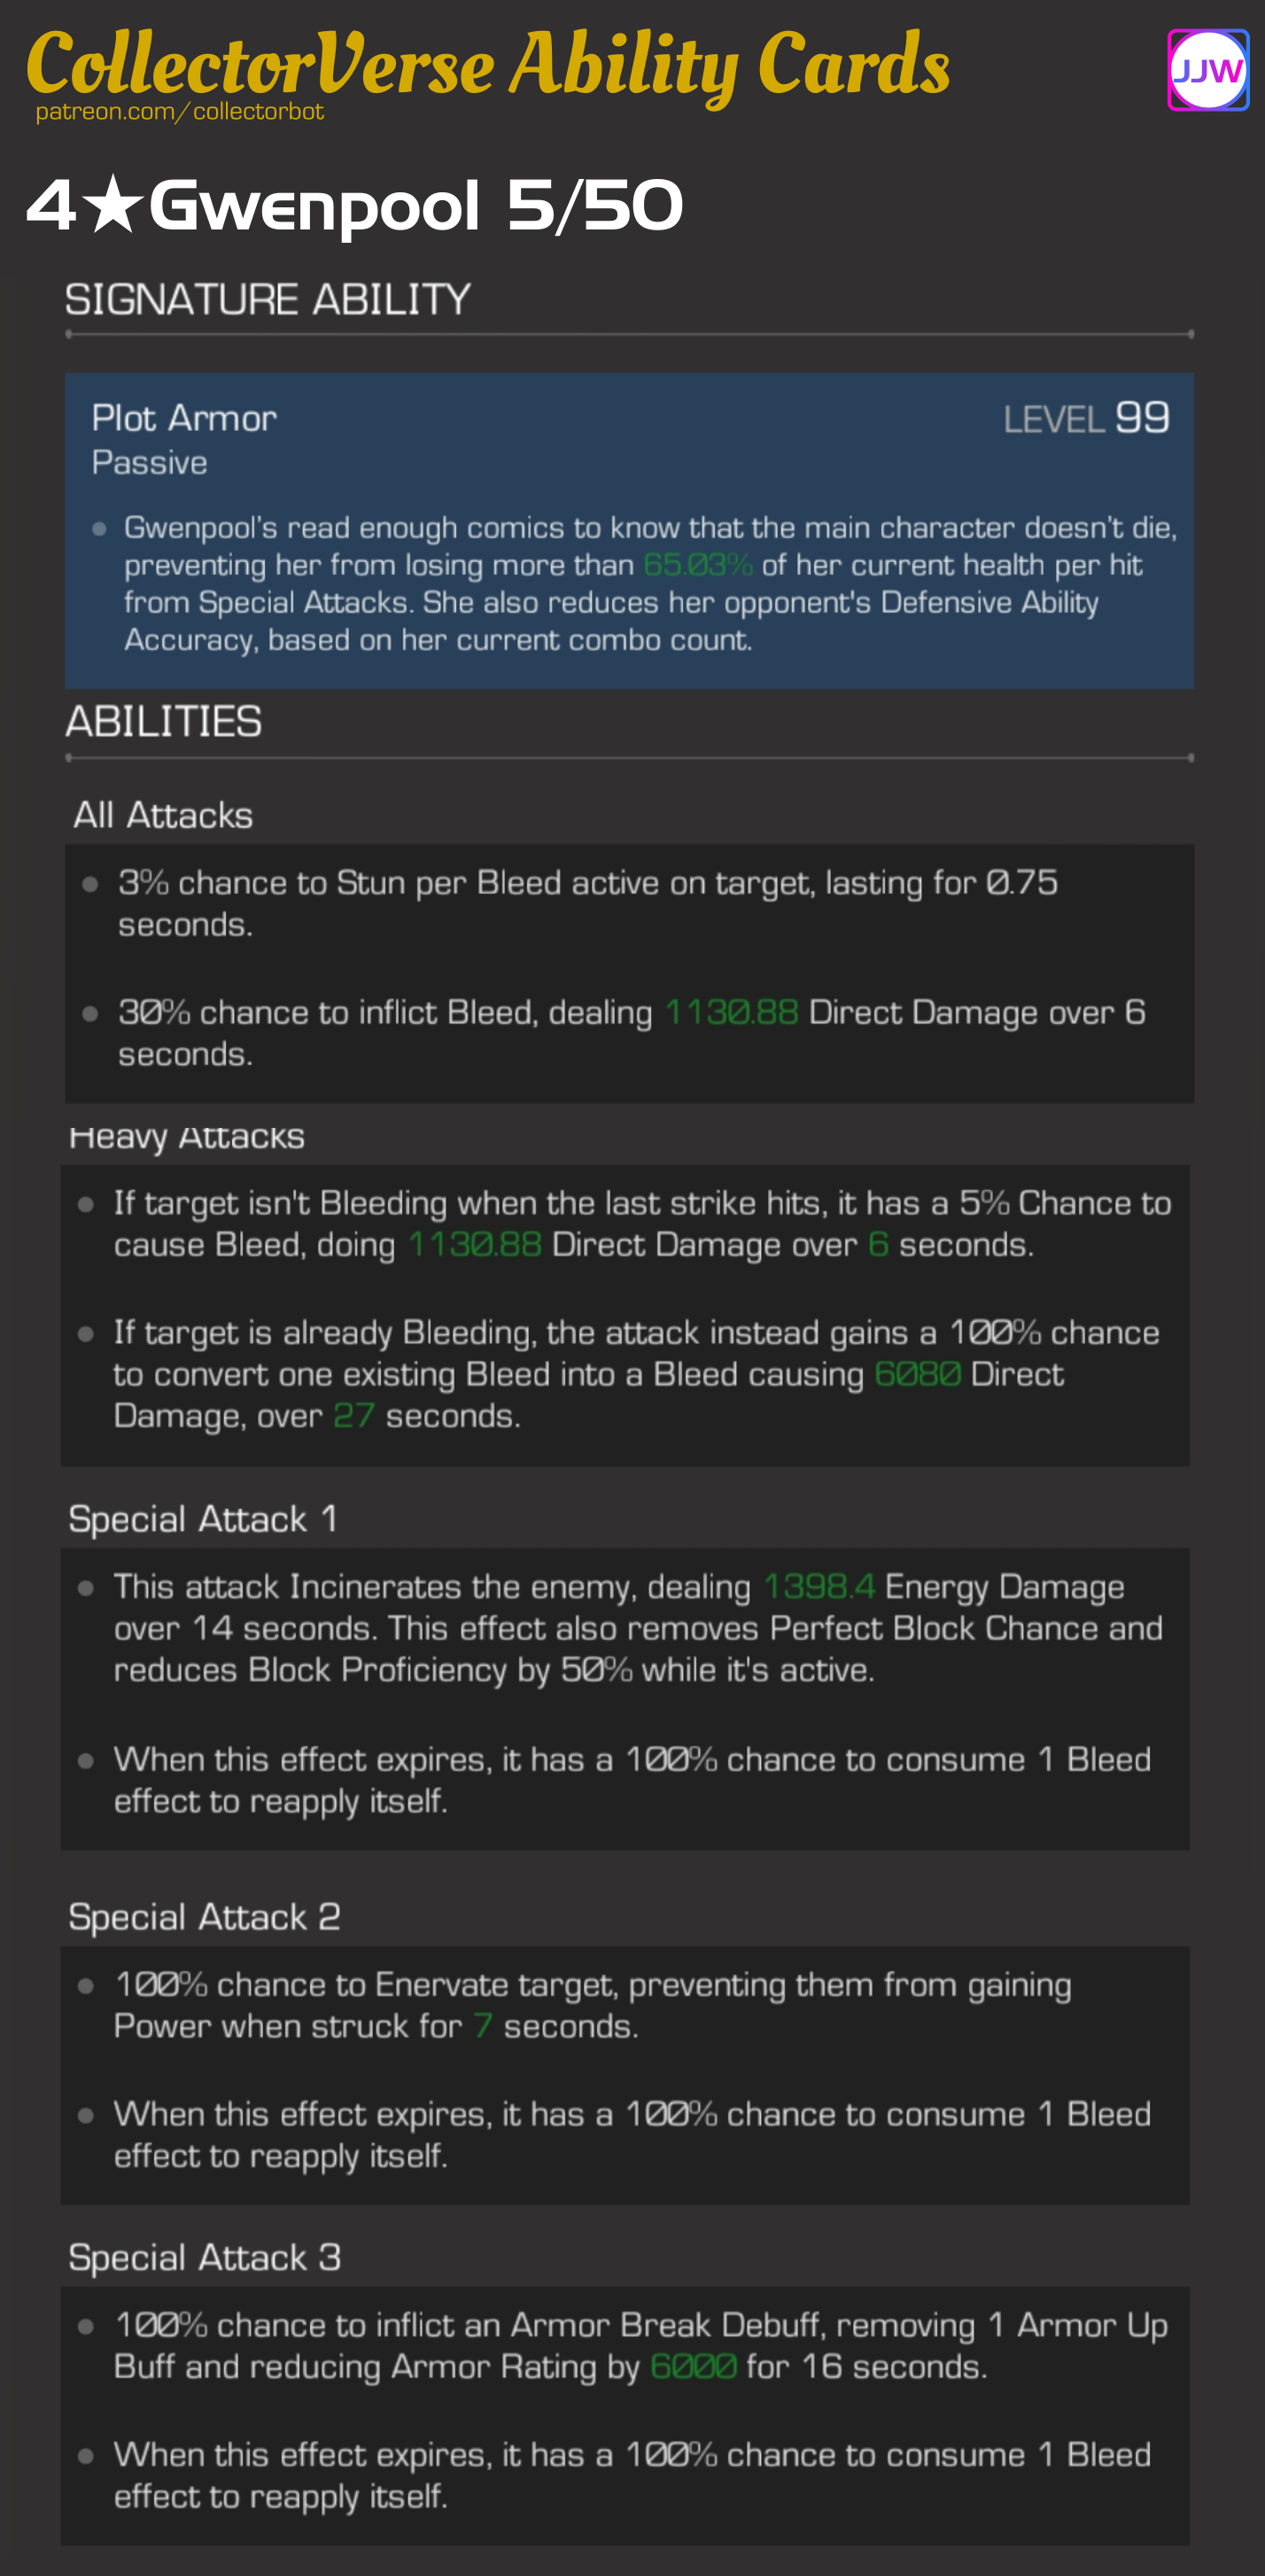 CollectorVerse Ability Cards
JJW
patreon.com/collectorbot
4★Gwenpool 5/50
SIGNATURE ABILITY
Plot Armor
LEVEL 99
Passive
Gwenpool's read enough comics to know that the main character doesn't die,
preventing her from losing more than 65.03% of her current health per hit
from Special Attacks. She also reduces her opponent's Defensive Ability
Accuracy, based on her current combo count.
ABILITIES
All Attacks
3% chance to Stun per Bleed active on target, lasting for 0.75
seconds.
30% chance to inflict Bleed, dealing 1130.88 Direct Damage over 6
seconds.
Heavy Attacks
If target isn't Bleeding when the last strike hits, it has a 5% Chance to
cause Bleed, doing 1130.88 Direct Damage over 6 seconds.
If target is already Bleeding, the attack instead gains a 100% chance
to convert one existing Bleed into a Bleed causing 6080 Direct
Damage, over 27 seconds.
Special Attack 1
This attack Incinerates the enemy, dealing 1398.4 Energy Damage
over 14 seconds. This effect also removes Perfect Block Chance and
reduces Block Proficiency by 50% while it's active.
When this effect expires, it has a 100% chance to consume 1 Bleed
effect to reapply itself.
Special Attack 2
100% chance to Enervate target, preventing them from gaining
Power when struck for 7 seconds.
When this effect expires, it has a 100% chance to consume 1 Bleed
effect to reapply itself.
Special Attack 3
100% chance to inflict an Armor Break Debuff, removing 1 Armor Up
Buff and reducing Armor Rating by 6000 for 16 seconds.
When this effect expires, it has a 100% chance to consume 1 Bleed
effect to reapply itself.